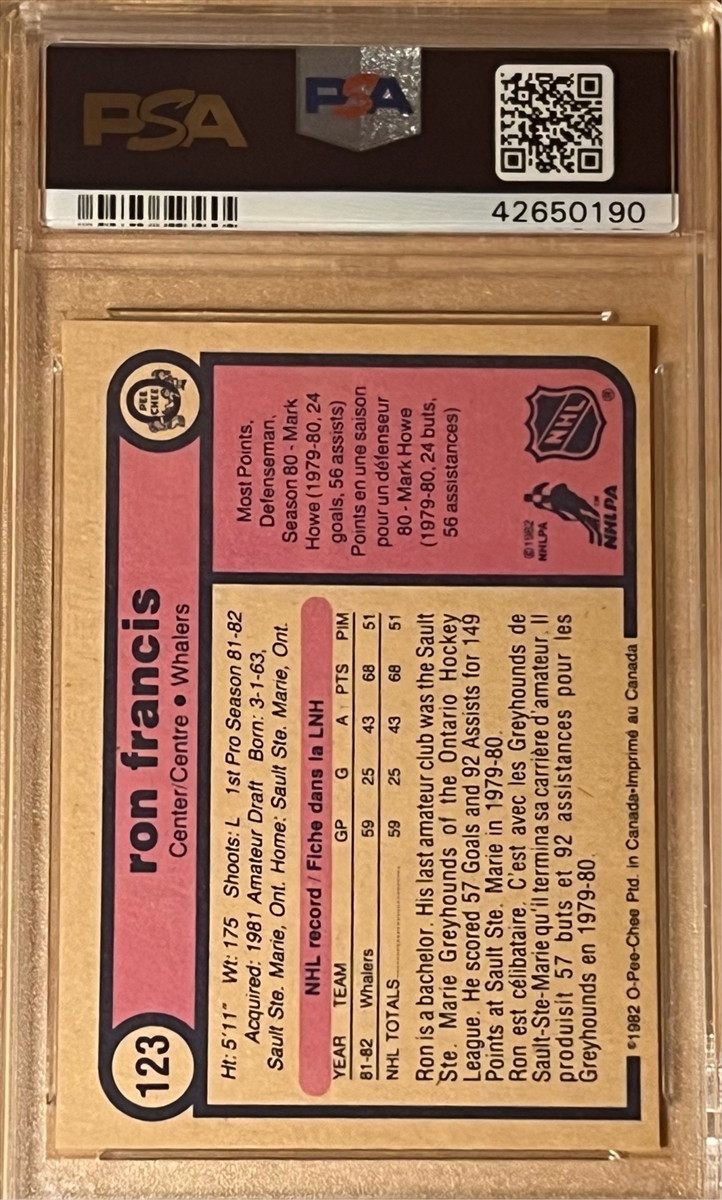 PSA
PSA
42650190
123
ron francis
Center/Centre • Whalers
PEE
CHEE
Ht: 5'11" Wt: 175 Shoots: L 1st Pro Season 81-82
Acquired: 1981 Amateur Draft Born: 3-1-63,
Sault Ste. Marie, Ont. Home: Sault Ste. Marie, Ont.
NHL record / Fiche dans la LNH
YEAR TEAM GP G A PTS PIM
81-82 Whalers 59 25 43 68 51
NHL TOTALS 59 25 43 68 51
Ron is a bachelor. His last amateur club was the Sault
Ste. Marie Greyhounds of the Ontario Hockey
League. He scored 57 Goals and 92 Assists for 149
Points at Sault Ste. Marie in 1979-80.
Ron est célibataire. C'est avec les Greyhounds de
Sault-Ste-Marie qu'il termina sa carrière d'amateur. Il
produisit 57 buts et 92 assistances pour les
Greyhounds en 1979-80.
Most Points,
Defenseman,
Season 80 - Mark
Howe (1979-80, 24
goals, 56 assists)
Points en une saison
pour un défenseur
80 - Mark Howe
(1979-80, 24 buts,
56 assistances)
©1982
NHLPA
NHLPA
™
NHL
®
©1982 O-Pee-Chee Ptd. in Canada-Imprimé au Canada